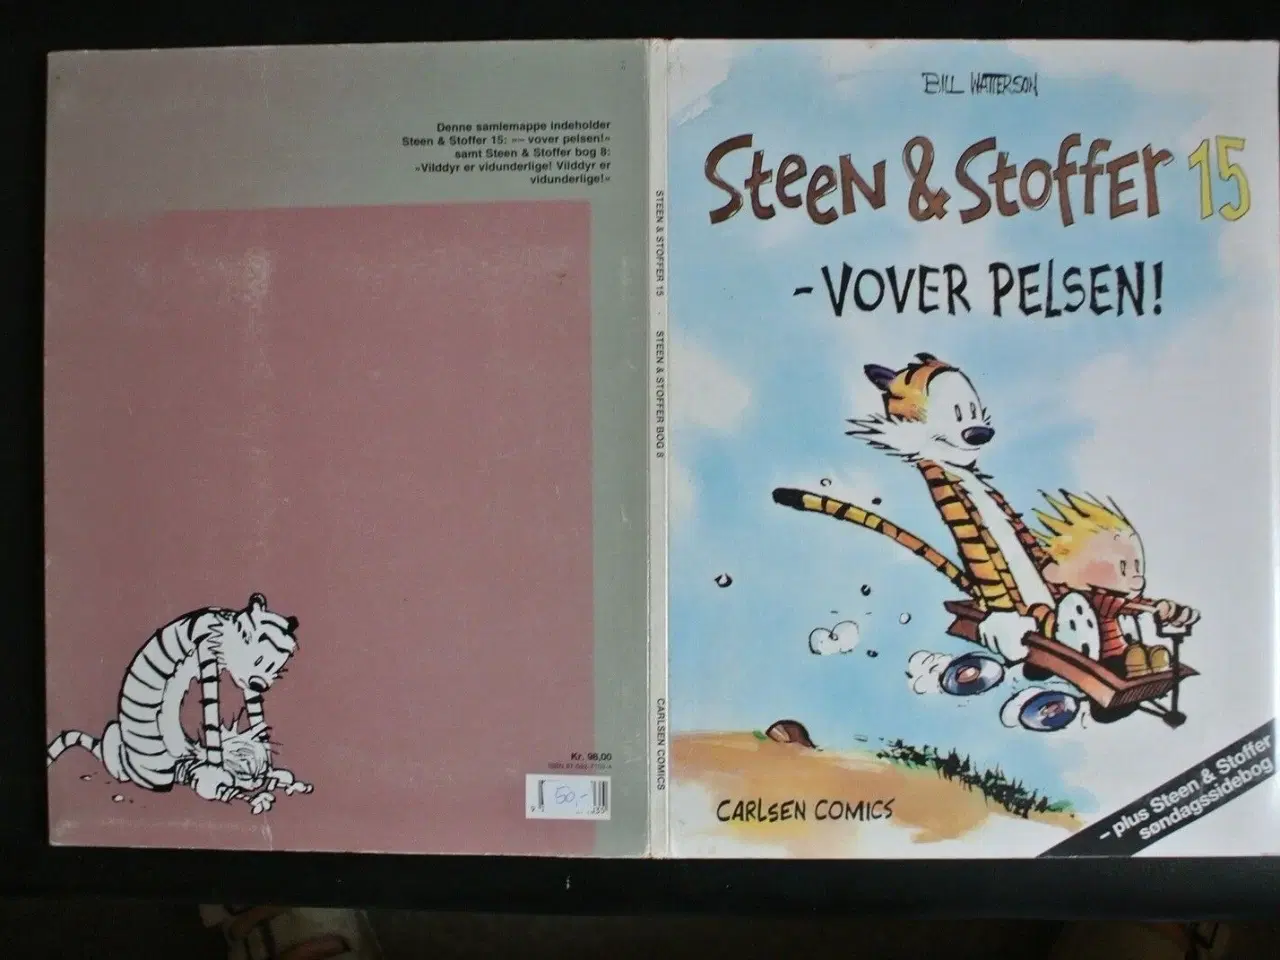 Denne samlemappe indeholder
Steen & Stoffer 15: »— vover pelsen!«
samt Steen & Stoffer bog 8:
»Vilddyr er vidunderlige! Vilddyr er
vidunderlige!«
Kr. 98,00
50,-
STEEN & STOFFER 15 · STEEN & STOFFER BOG 8
CARLSEN COMICS
BILL WATTERSON
Steen & Stoffer 15
- VOVER PELSEN!
CARLSEN COMICS
– plus Steen & Stoffer
søndagssidebog